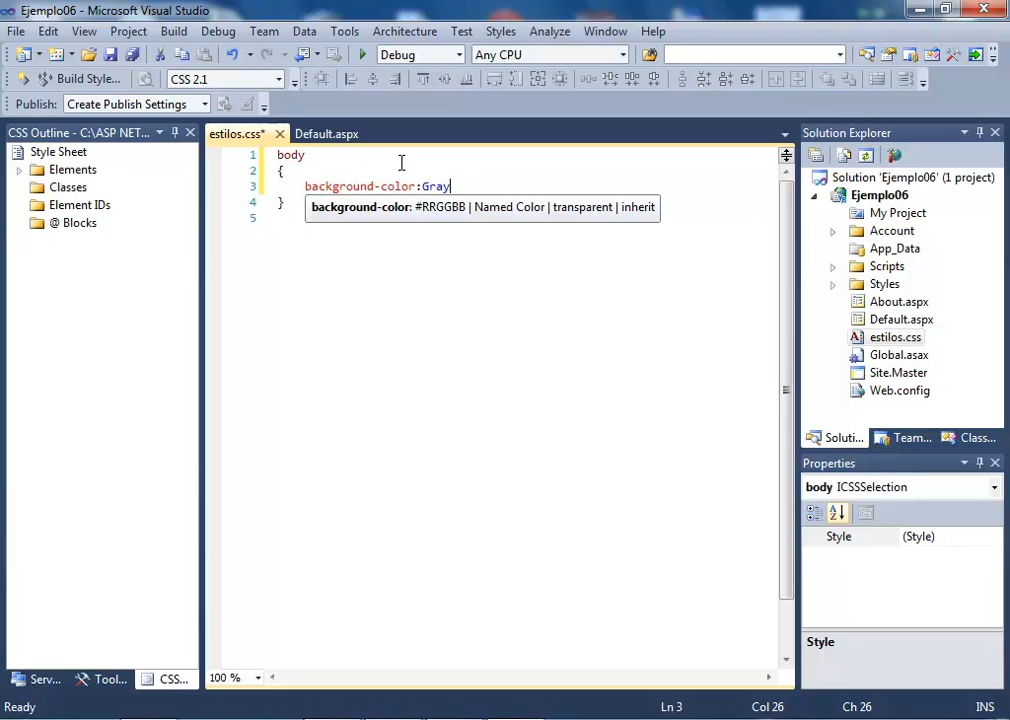 Ejemplo06 - Microsoft Visual Studio
File Edit View Project Build Debug Team Data Tools Architecture Test Styles Analyze Window Help
Debug Any CPU
Build Style... CSS 2.1
Publish: Create Publish Settings
CSS Outline - C:\ASP NET...
Style Sheet
Elements
Classes
Element IDs
@ Blocks
Serv... Tool... CSS...
estilos.css* Default.aspx
1 body
2 {
3 background-color:Gray
4 }
background-color: #RRGGBB | Named Color | transparent | inherit
5
100 %
Solution Explorer
Solution 'Ejemplo06' (1 project)
Ejemplo06
My Project
Account
App_Data
Scripts
Styles
About.aspx
Default.aspx
estilos.css
Global.asax
Site.Master
Web.config
Soluti... Team... Class...
Properties
body ICSSSelection
Style (Style)
Style
Ready Ln 3 Col 26 Ch 26 INS